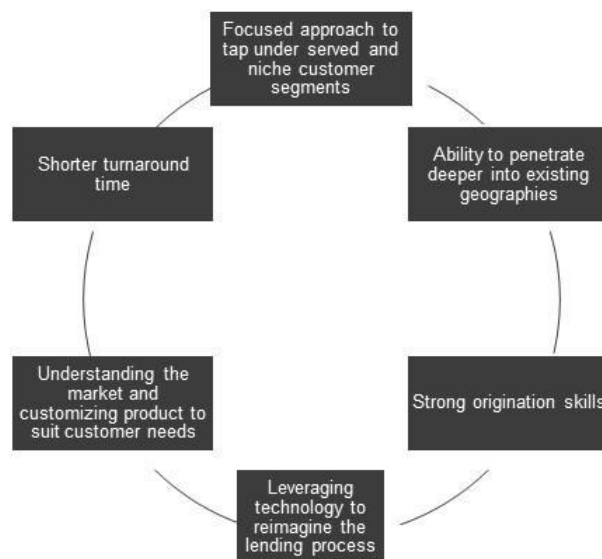 Focused approach to
tap under served and
niche customer
segments
Shorter turnaround
time
Ability to penetrate
deeper into existing
geographies
Understanding the
market and
customizing product to
suit customer needs
Strong origination skills
Leveraging
technology to
reimagine the
lending process